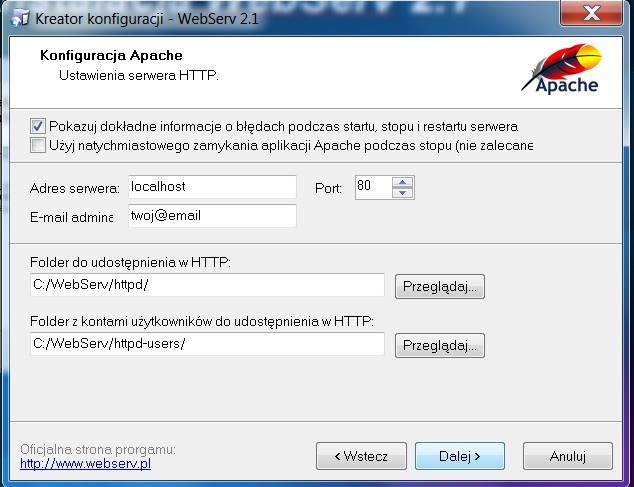 Kreator konfiguracji - WebServ 2.1
Konfiguracja Apache
Ustawienia serwera HTTP.
Apache
Pokazuj dokładne informacje o błędach podczas startu, stopu i restartu serwera
Użyj natychmiastowego zamykania aplikacji Apache podczas stopu (nie zalecane
Adres serwera: localhost Port: 80
E-mail admina twoj@email
Folder do udostępnienia w HTTP:
C:/WebServ/httpd/ Przeglądaj...
Folder z kontami użytkowników do udostępnienia w HTTP:
C:/WebServ/httpd-users/ Przeglądaj...
Oficjalna strona prorgamu:
http://www.webserv.pl
< Wstecz Dalej > Anuluj